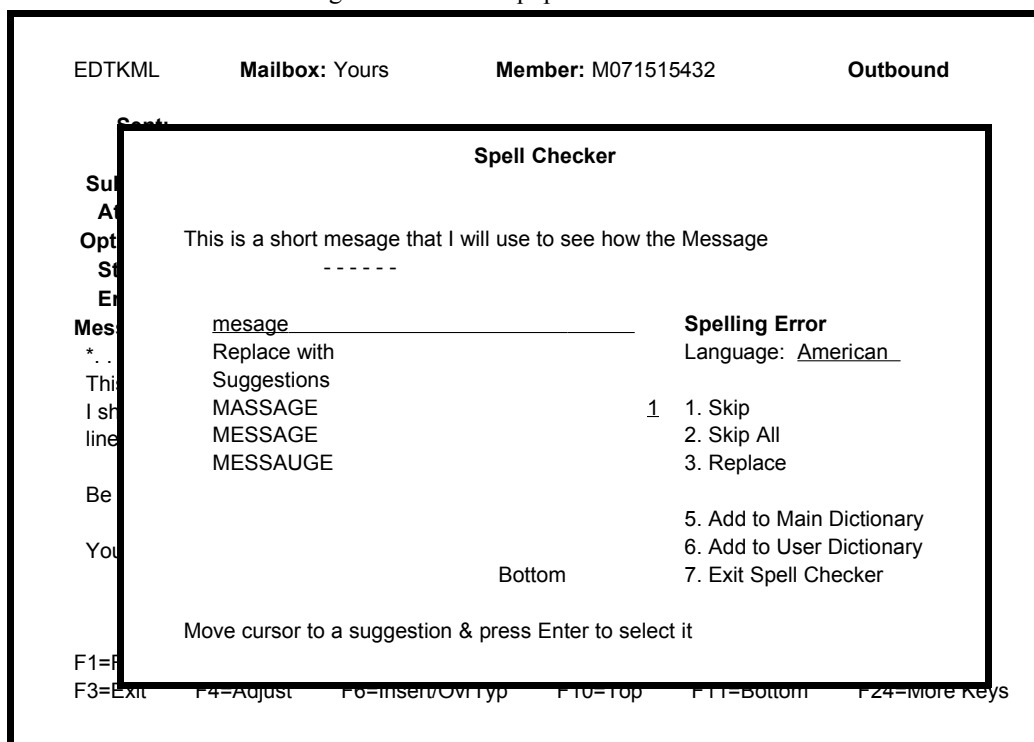 EDTKML Mailbox: Yours Member: M071515432 Outbound
Sent:
Spell Checker
This is a short mesage that I will use to see how the Message
- - - - - -
mesage Spelling Error
Replace with Language: American
Suggestions
MASSAGE 1 1. Skip
MESSAGE 2. Skip All
MESSAUGE 3. Replace
Be
5. Add to Main Dictionary
6. Add to User Dictionary
Bottom 7. Exit Spell Checker
Move cursor to a suggestion & press Enter to select it
F3=Exit F4=Adjust F6=Insert/OvrTyp F10=Top F11=Bottom F24=More Keys